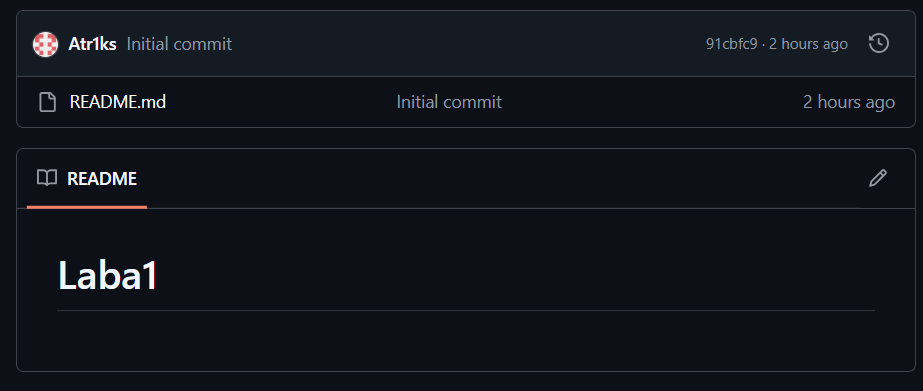 Atr1ks Initial commit 91cbfc9 · 2 hours ago
README.md Initial commit 2 hours ago
README
Laba1